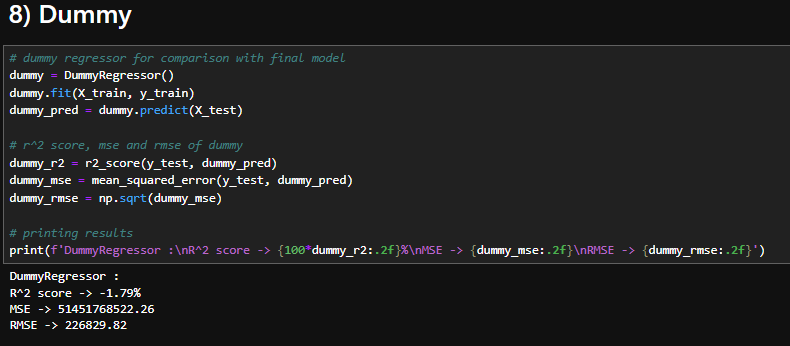 8) Dummy
# dummy regressor for comparison with final model
dummy = DummyRegressor()
dummy.fit(X_train, y_train)
dummy_pred = dummy.predict(X_test)
# r^2 score, mse and rmse of dummy
dummy_r2 = r2_score(y_test, dummy_pred)
dummy_mse = mean_squared_error(y_test, dummy_pred)
dummy_rmse = np.sqrt(dummy_mse)
# printing results
print(f'DummyRegressor :\nR^2 score -> {100*dummy_r2:.2f}%\nMSE -> {dummy_mse:.2f}\nRMSE -> {dummy_rmse:.2f}')
DummyRegressor :
R^2 score -> -1.79%
MSE -> 51451768522.26
RMSE -> 226829.82